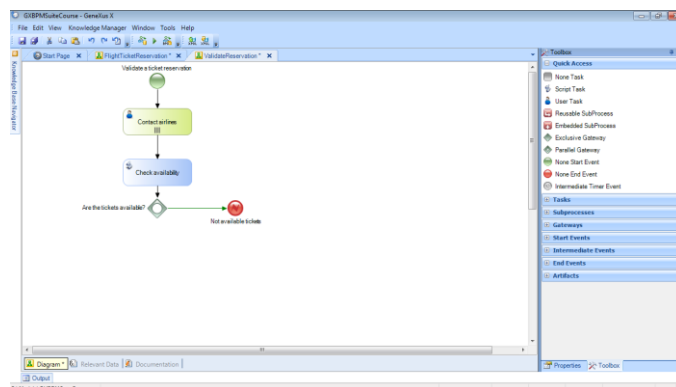 GXBPMSuiteCourse - GeneXus X
File Edit View Knowledge Manager Window Tools Help
Start Page FlightTicketReservation * ValidateReservation *
Knowledge Base Navigator
Validate a ticket reservation
Contact airlines
Check availability
Are the tickets available?
Not available tickets
Diagram * Relevant Data Documentation
Output
Toolbox
Quick Access
None Task
Script Task
User Task
Reusable SubProcess
Embedded SubProcess
Exclusive Gateway
Parallel Gateway
None Start Event
None End Event
Intermediate Timer Event
Tasks
Subprocesses
Gateways
Start Events
Intermediate Events
End Events
Artifacts
Properties Toolbox